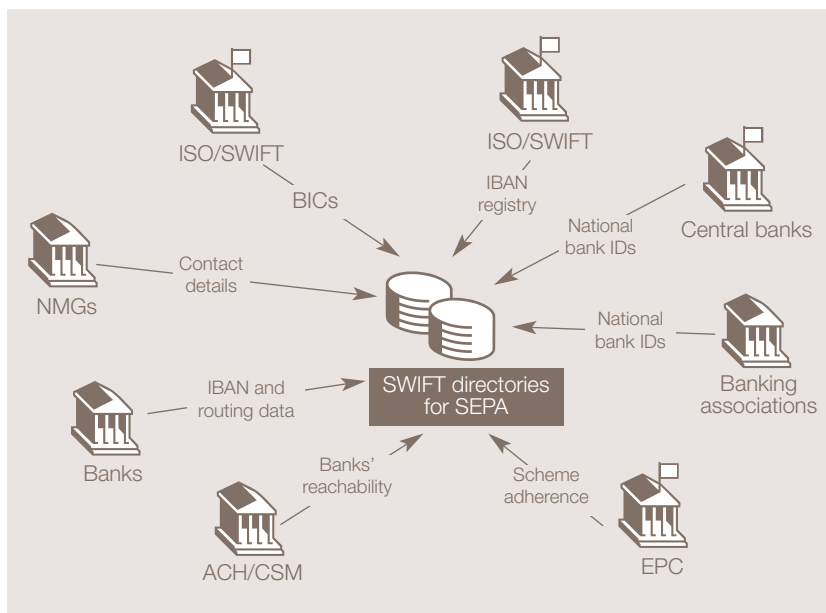 ISO/SWIFT
ISO/SWIFT
BICs
IBAN
registry
National
bank IDs
Central banks
Contact
details
NMGs
National
bank IDs
Banking
associations
SWIFT directories
for SEPA
IBAN and
routing data
Banks
Banks’
reachability
ACH/CSM
Scheme
adherence
EPC